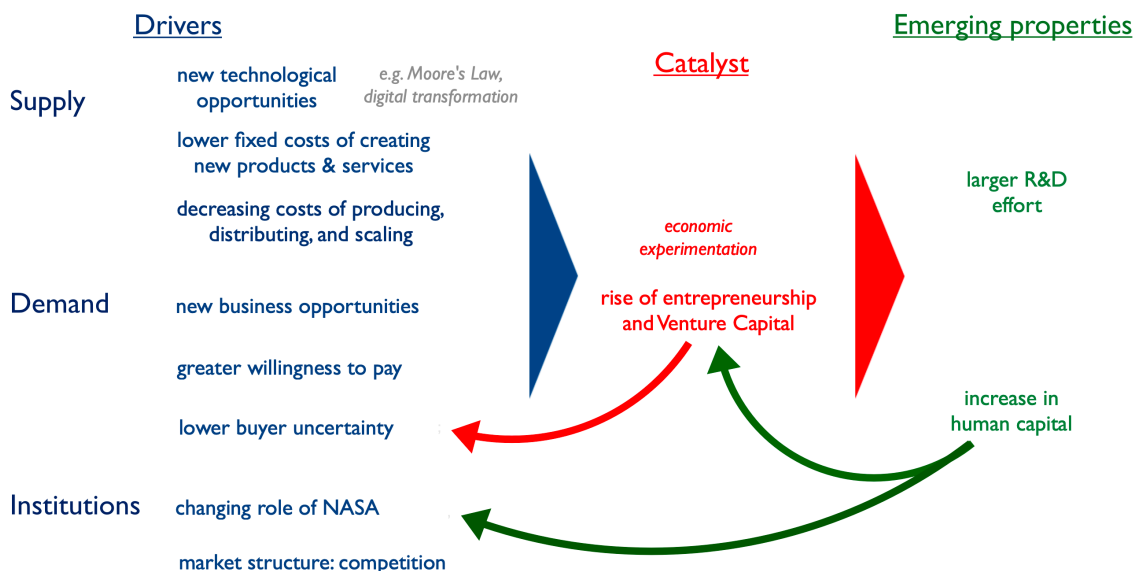 Drivers
Emerging properties
Catalyst
Supply
new technological
opportunities
e.g. Moore's Law,
digital transformation
lower fixed costs of creating
new products & services
decreasing costs of producing,
distributing, and scaling
larger R&D
effort
economic
experimentation
rise of entrepreneurship
and Venture Capital
Demand
new business opportunities
greater willingness to pay
lower buyer uncertainty
increase in
human capital
Institutions
changing role of NASA
market structure: competition